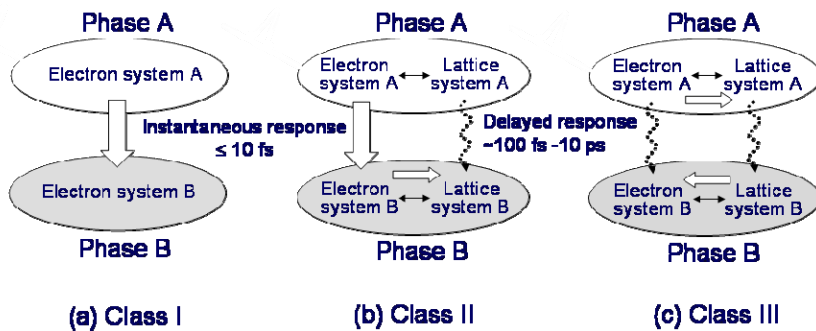 Phase A
Electron system A
Instantaneous response
≤ 10 fs
Electron system B
Phase B
(a) Class I
Phase A
Electron
system A
Lattice
system A
Delayed response
~100 fs -10 ps
Electron
system B
Lattice
system B
Phase B
(b) Class II
Phase A
Electron
system A
Lattice
system A
Electron
system B
Lattice
system B
Phase B
(c) Class III